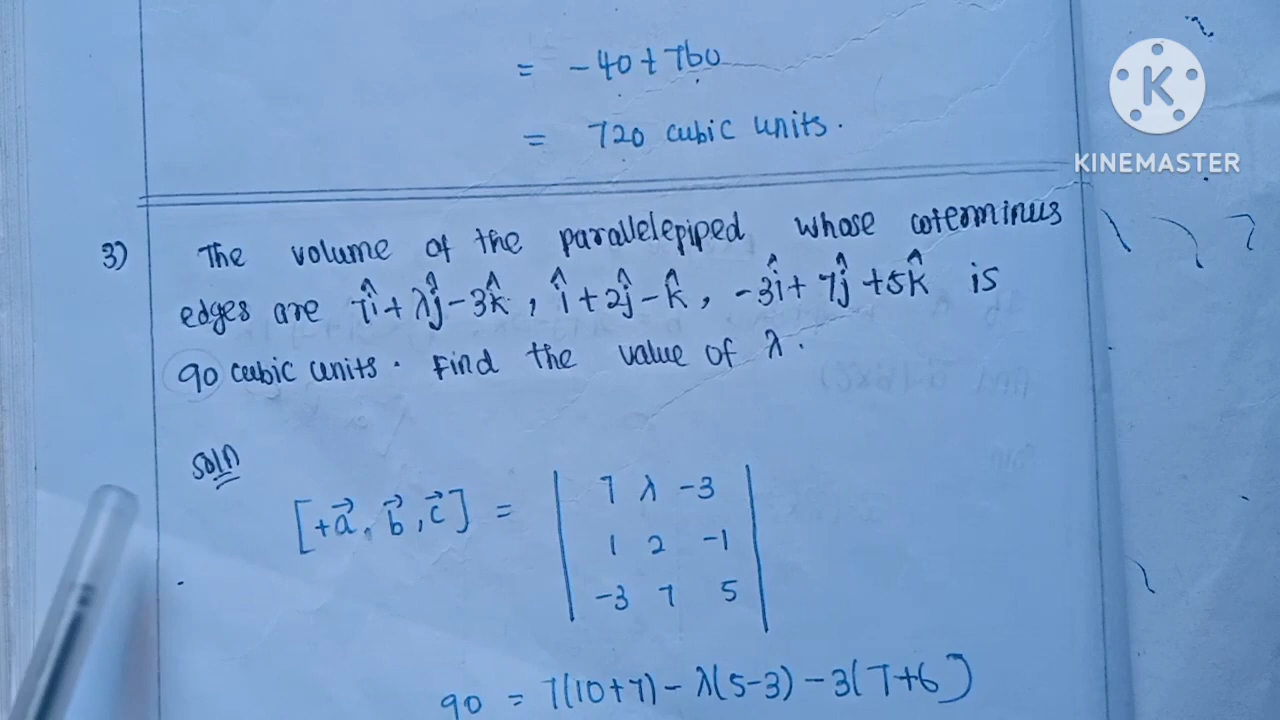 = -40+760
= 720 cubic units.
K
KINEMASTER
3) The volume of the parallelepiped whose coterminus
edges are 7î+λĵ-3k̂, î+2ĵ-k̂, -3î+7ĵ+5k̂ is
90 cubic units. Find the value of λ.
Soln
[+a⃗, b⃗, c⃗] = | 7 λ -3 |
| 1 2 -1 |
| -3 7 5 |
90 = 7(10+7) - λ(5-3) - 3(7+6)